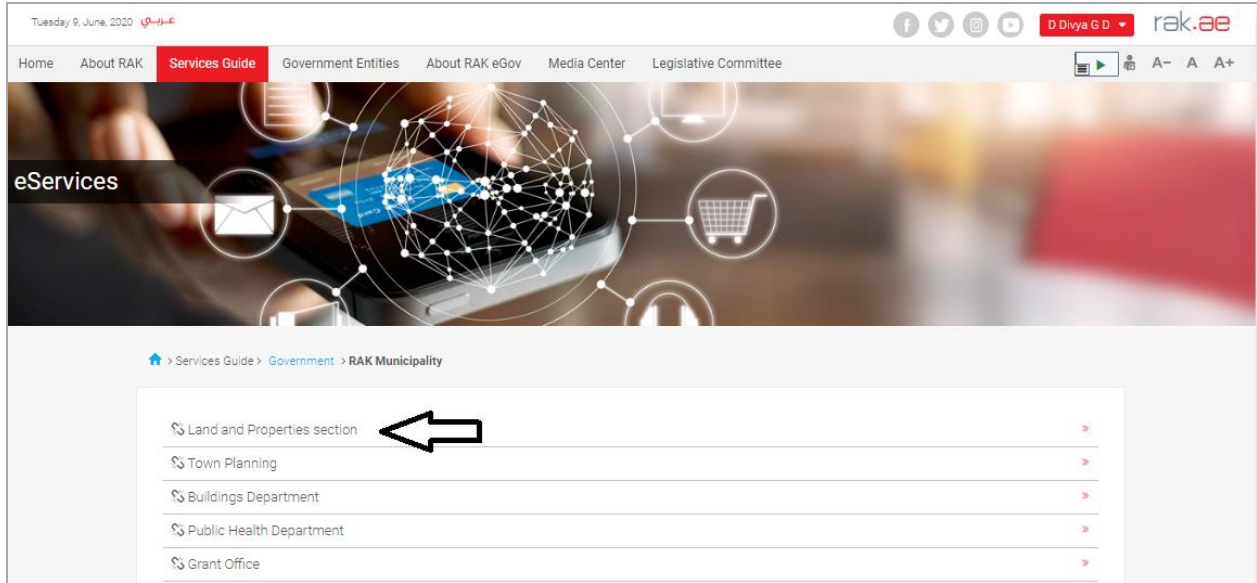 Tuesday 9, June, 2020 عـربـي
D Divya G D
rak.ae
Home About RAK Services Guide Government Entities About RAK eGov Media Center Legislative Committee
A- A A+
eServices
> Services Guide > Government > RAK Municipality
Land and Properties section
Town Planning
Buildings Department
Public Health Department
Grant Office